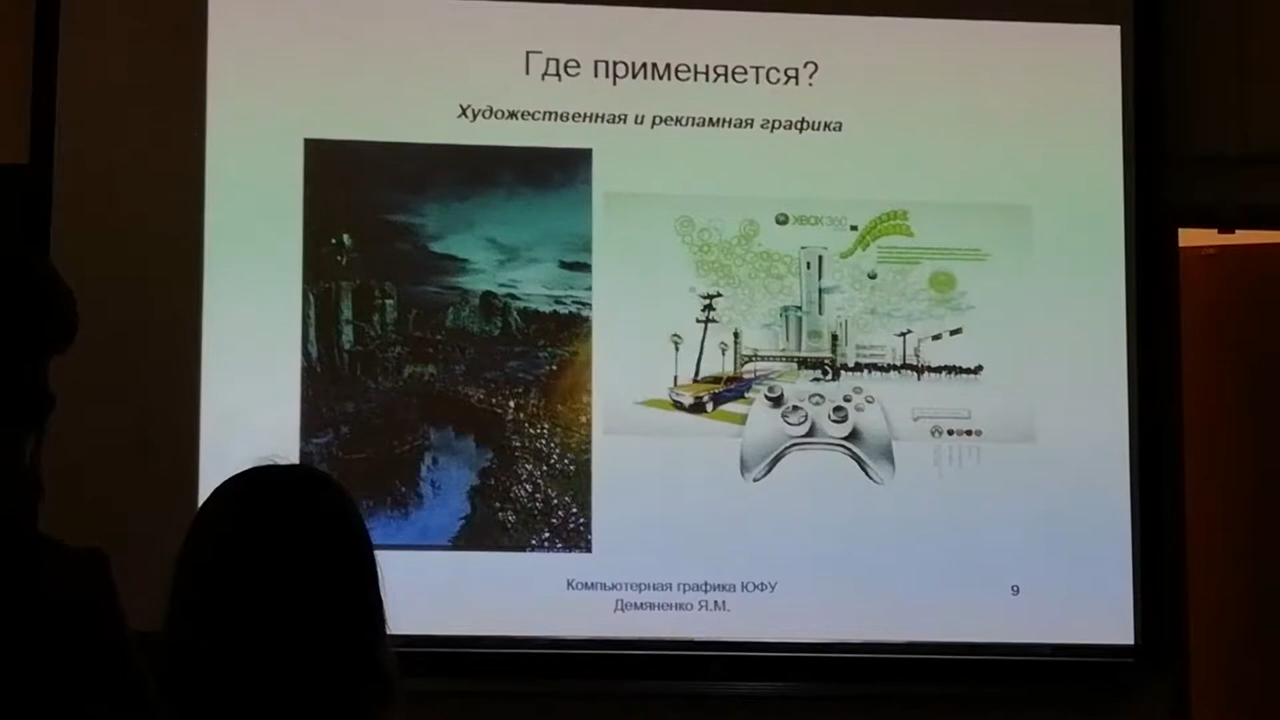 Где применяется?
Художественная и рекламная графика
XBOX 360
Компьютерная графика ЮФУ
Демяненко Я.М.
9